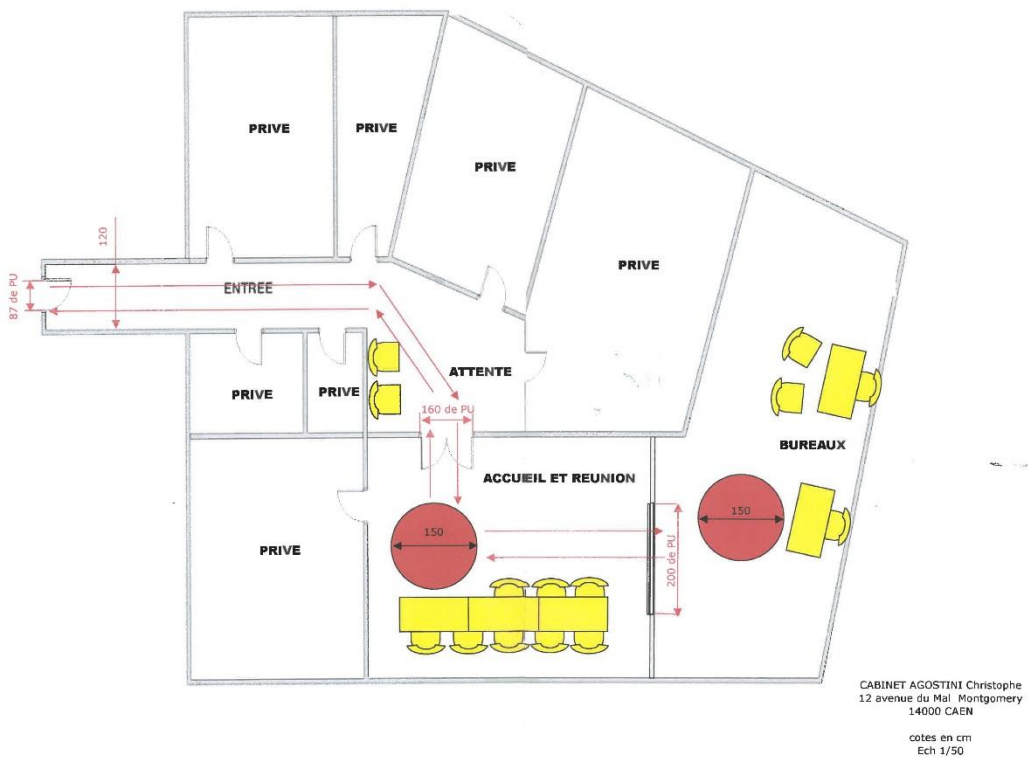 PRIVE
PRIVE
PRIVE
PRIVE
120
87 de PU
ENTREE
ATTENTE
PRIVE
PRIVE
160 de PU
BUREAUX
ACCUEIL ET REUNION
150
150
PRIVE
200 de PU
CABINET AGOSTINI Christophe
12 avenue du Mal Montgomery
14000 CAEN
cotes en cm
Ech 1/50